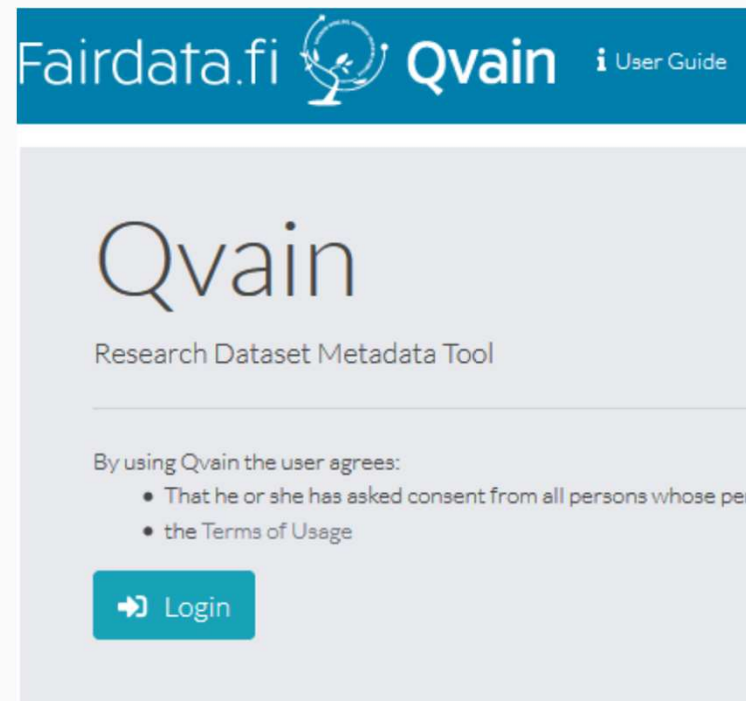 Fairdata.fi Qvain i User Guide
Qvain
Research Dataset Metadata Tool
By using Qvain the user agrees:
• That he or she has asked consent from all persons whose
• the Terms of Usage
Login